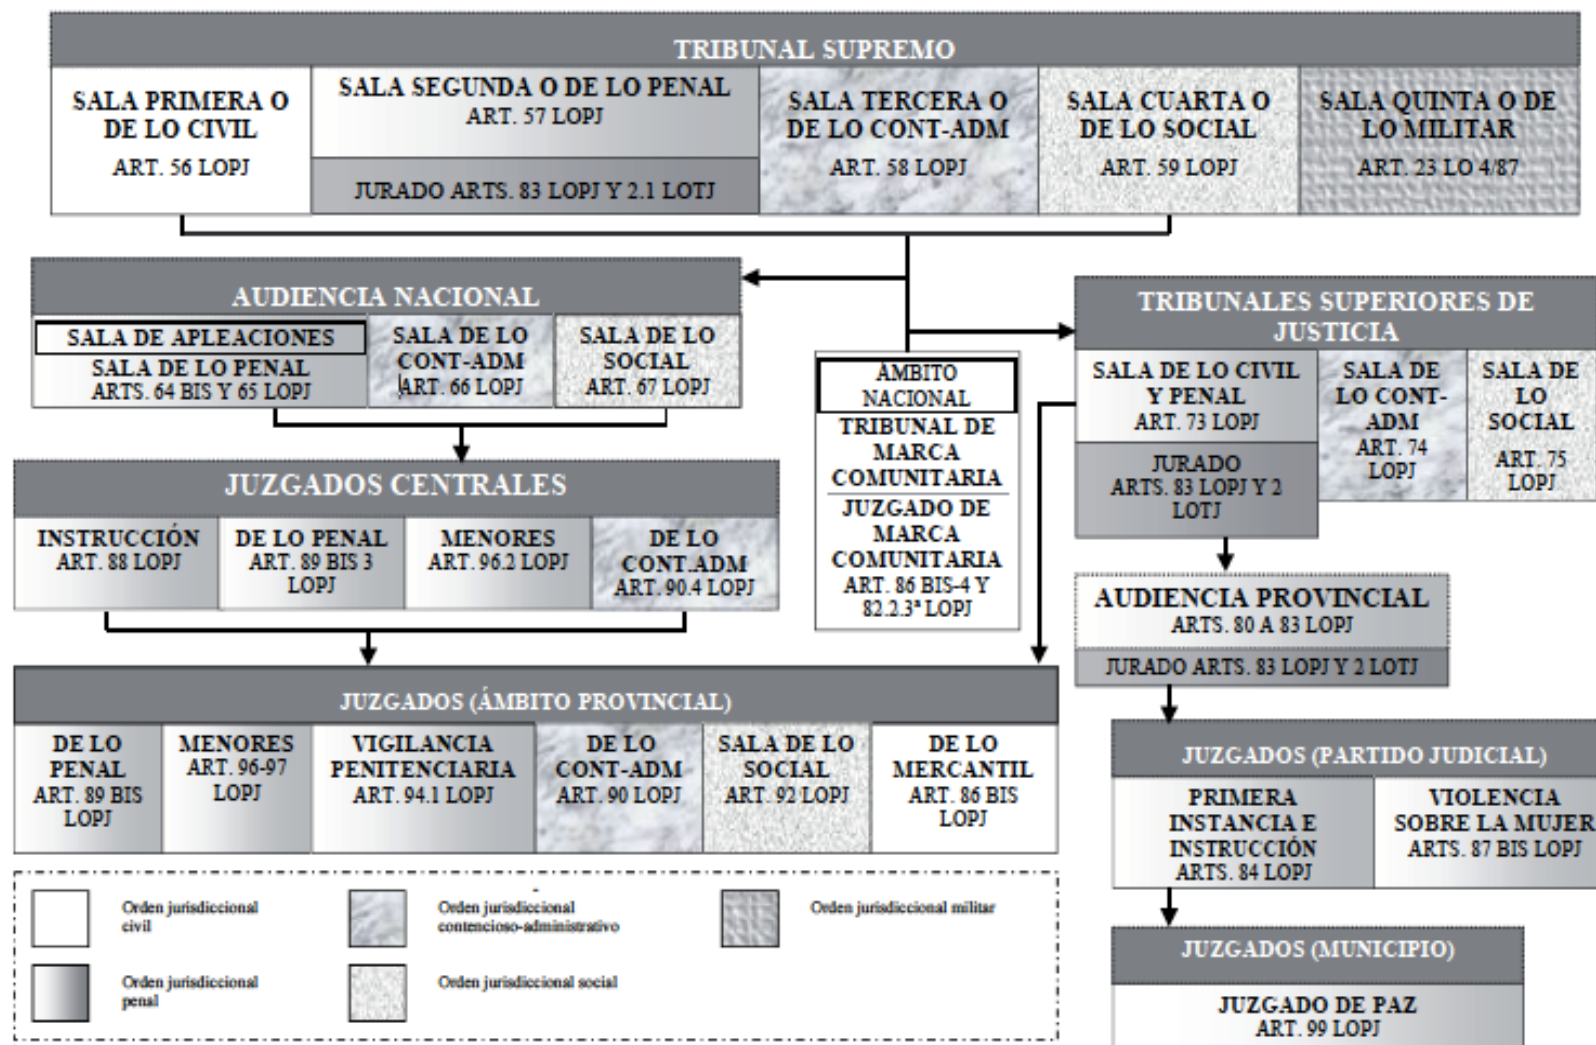 TRIBUNAL SUPREMO
SALA PRIMERA O
DE LO CIVIL
ART. 56 LOPJ
SALA SEGUNDA O DE LO PENAL
ART. 57 LOPJ
JURADO ARTS. 83 LOPJ Y 2.1 LOTJ
SALA TERCERA O
DE LO CONT-ADM
ART. 58 LOPJ
SALA CUARTA O
DE LO SOCIAL
ART. 59 LOPJ
SALA QUINTA O DE
LO MILITAR
ART. 23 LO 4/87
AUDIENCIA NACIONAL
SALA DE APLEACIONES
SALA DE LO PENAL
ARTS. 64 BIS Y 65 LOPJ
SALA DE LO
CONT-ADM
ART. 66 LOPJ
SALA DE LO
SOCIAL
ART. 67 LOPJ
ÁMBITO
NACIONAL
TRIBUNAL DE
MARCA
COMUNITARIA
JUZGADO DE
MARCA
COMUNITARIA
ART. 86 BIS-4 Y
82.2.3ª LOPJ
TRIBUNALES SUPERIORES DE
JUSTICIA
SALA DE LO CIVIL
Y PENAL
ART. 73 LOPJ
JURADO
ARTS. 83 LOPJ Y 2
LOTJ
SALA DE
LO CONT-
ADM
ART. 74
LOPJ
SALA DE
LO
SOCIAL
ART. 75
LOPJ
JUZGADOS CENTRALES
INSTRUCCIÓN
ART. 88 LOPJ
DE LO PENAL
ART. 89 BIS 3
LOPJ
MENORES
ART. 96.2 LOPJ
DE LO
CONT.ADM
ART. 90.4 LOPJ
AUDIENCIA PROVINCIAL
ARTS. 80 A 83 LOPJ
JURADO ARTS. 83 LOPJ Y 2 LOTJ
JUZGADOS (ÁMBITO PROVINCIAL)
DE LO
PENAL
ART. 89 BIS
LOPJ
MENORES
ART. 96-97
LOPJ
VIGILANCIA
PENITENCIARIA
ART. 94.1 LOPJ
DE LO
CONT-ADM
ART. 90 LOPJ
SALA DE LO
SOCIAL
ART. 92 LOPJ
DE LO
MERCANTIL
ART. 86 BIS
LOPJ
JUZGADOS (PARTIDO JUDICIAL)
PRIMERA
INSTANCIA E
INSTRUCCIÓN
ARTS. 84 LOPJ
VIOLENCIA
SOBRE LA MUJER
ARTS. 87 BIS LOPJ
JUZGADOS (MUNICIPIO)
JUZGADO DE PAZ
ART. 99 LOPJ
Orden jurisdiccional
civil
Orden jurisdiccional
contencioso-administrativo
Orden jurisdiccional militar
Orden jurisdiccional
penal
Orden jurisdiccional social